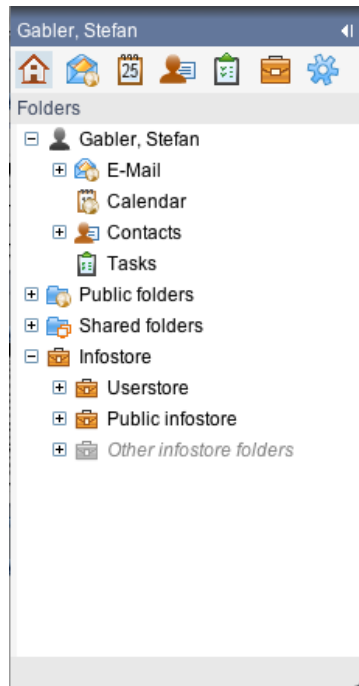 Gabler, Stefan
25
Folders
Gabler, Stefan
E-Mail
Calendar
Contacts
Tasks
Public folders
Shared folders
Infostore
Userstore
Public infostore
Other infostore folders